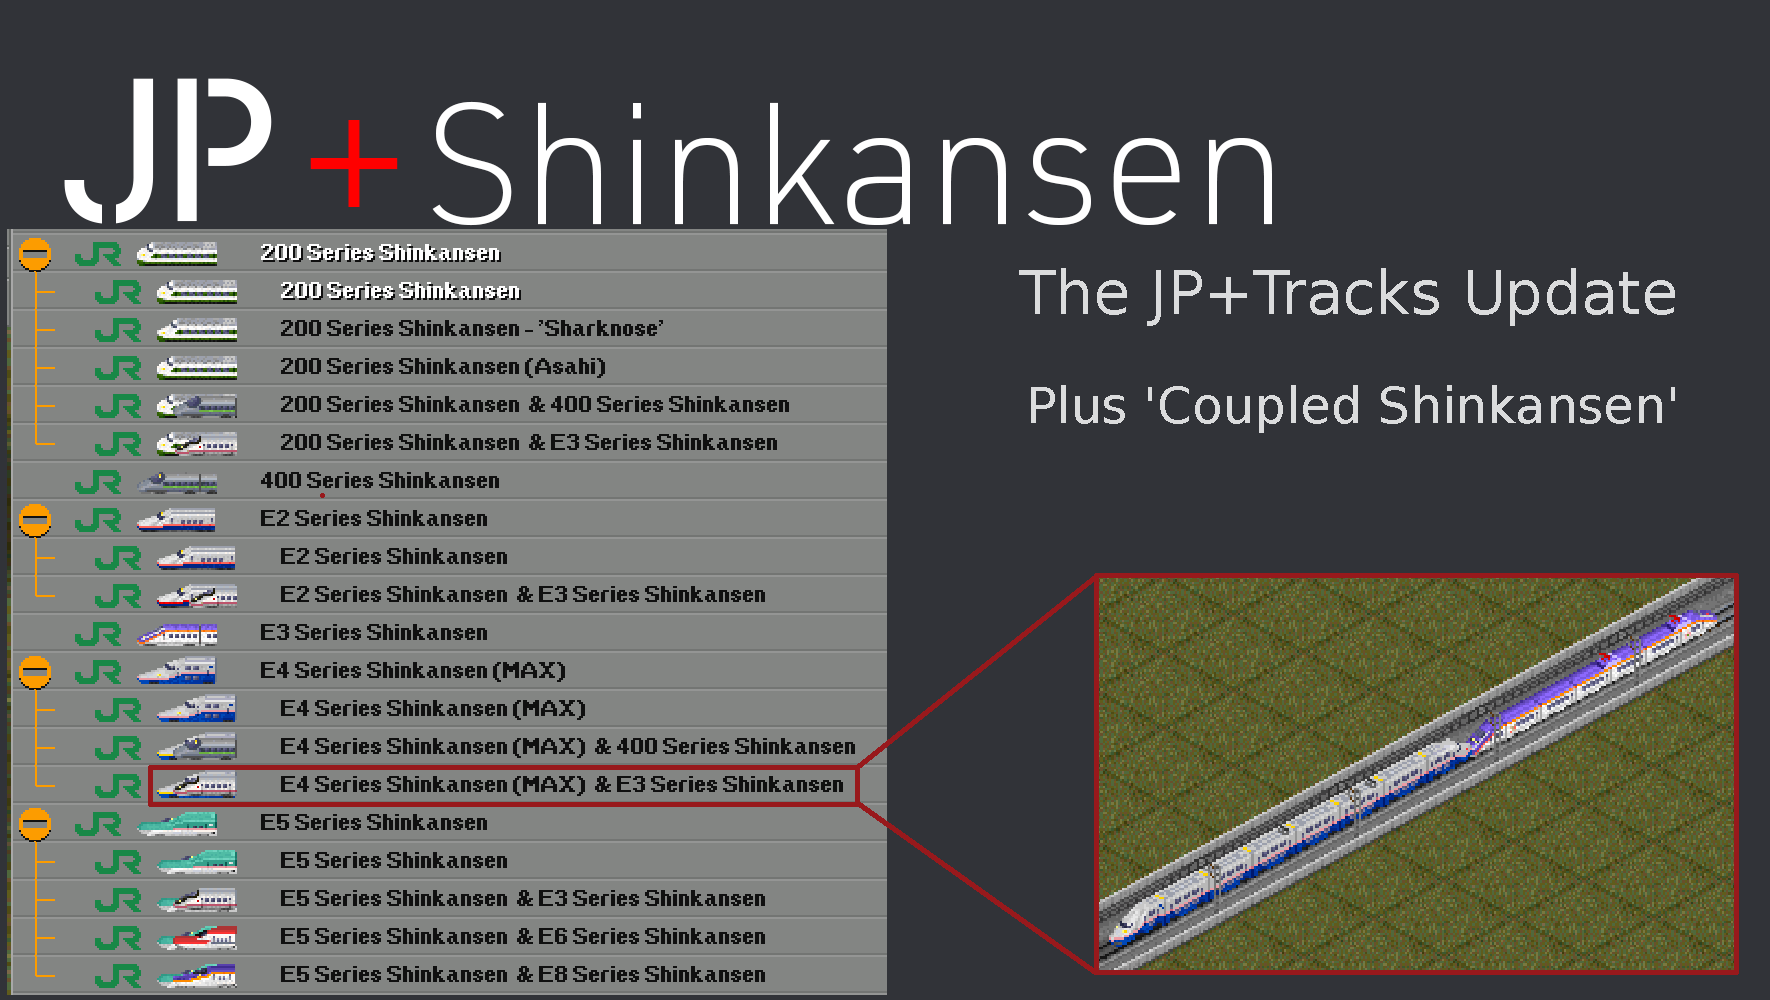 JP+Shinkansen
The JP+Tracks Update
Plus 'Coupled Shinkansen'
JR 200 Series Shinkansen
JR 200 Series Shinkansen
JR 200 Series Shinkansen - 'Sharknose'
JR 200 Series Shinkansen (Asahi)
JR 200 Series Shinkansen & 400 Series Shinkansen
JR 200 Series Shinkansen & E3 Series Shinkansen
JR 400 Series Shinkansen
JR E2 Series Shinkansen
JR E2 Series Shinkansen
JR E2 Series Shinkansen & E3 Series Shinkansen
JR E3 Series Shinkansen
JR E4 Series Shinkansen (MAX)
JR E4 Series Shinkansen (MAX)
JR E4 Series Shinkansen (MAX) & 400 Series Shinkansen
JR E4 Series Shinkansen (MAX) & E3 Series Shinkansen
JR E5 Series Shinkansen
JR E5 Series Shinkansen
JR E5 Series Shinkansen & E3 Series Shinkansen
JR E5 Series Shinkansen & E6 Series Shinkansen
JR E5 Series Shinkansen & E8 Series Shinkansen